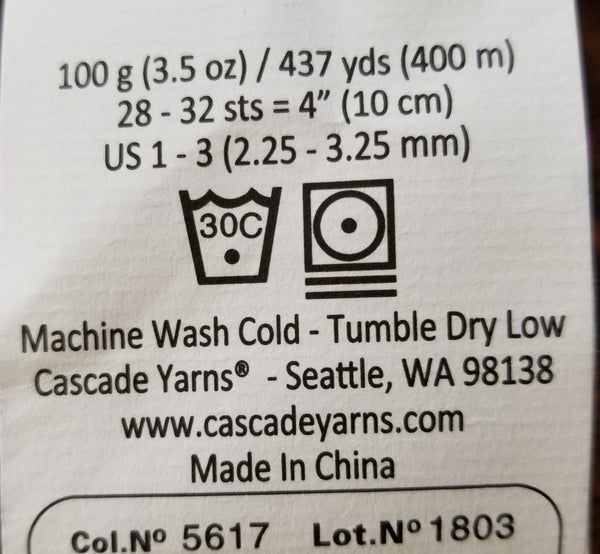 100 g (3.5 oz) / 437 yds (400 m)
28 - 32 sts = 4” (10 cm)
US 1 - 3 (2.25 - 3.25 mm)
30C
Machine Wash Cold - Tumble Dry Low
Cascade Yarns® - Seattle, WA 98138
www.cascadeyarns.com
Made In China
Col.Nº 5617 Lot.Nº 1803